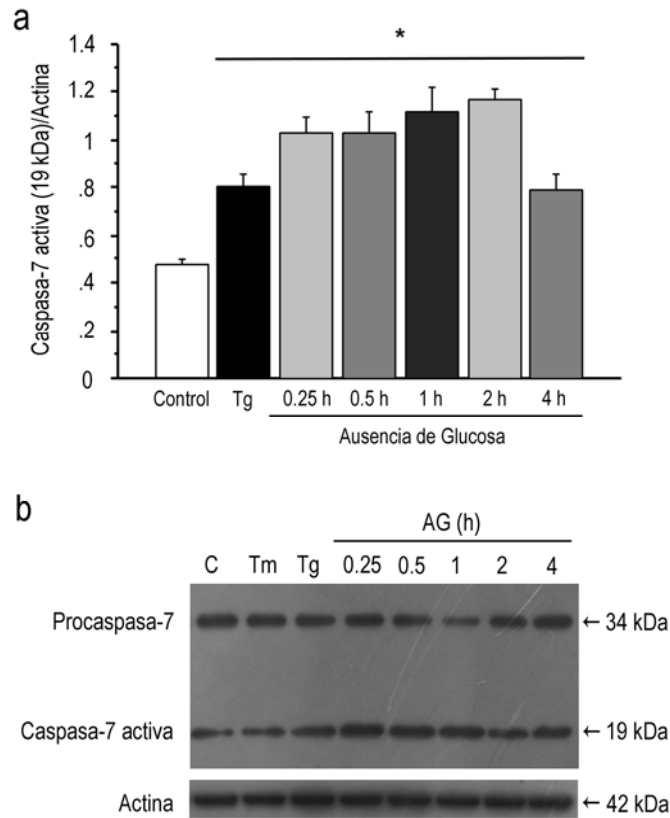 a
*
Caspasa-7 activa (19 kDa)/Actina
1.4
1.2
1
.8
.6
.4
.2
0
Control Tg 0.25 h 0.5 h 1 h 2 h 4 h
Ausencia de Glucosa
b
AG (h)
C Tm Tg 0.25 0.5 1 2 4
Procaspasa-7 ← 34 kDa
Caspasa-7 activa ← 19 kDa
Actina ← 42 kDa